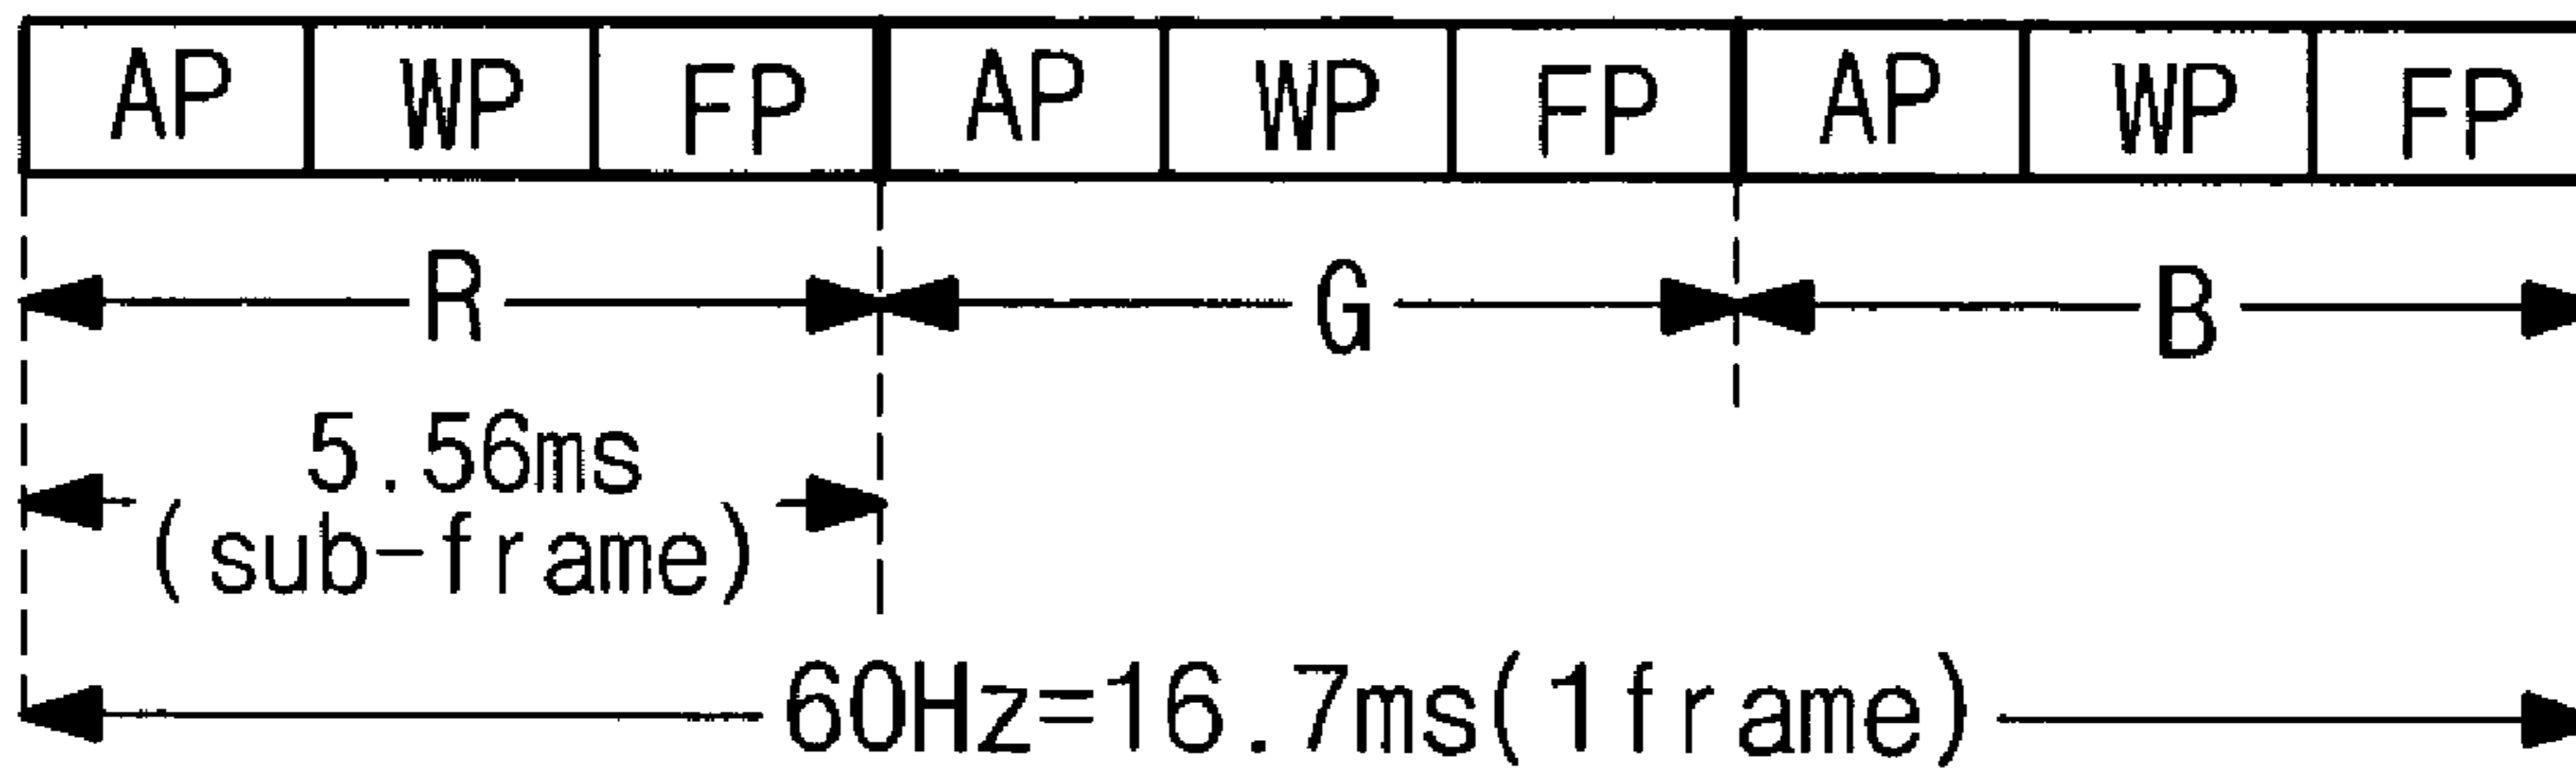 AP WP FP AP WP FP AP WP FP
R G B
5.56ms
(sub-frame)
60Hz=16.7ms(1frame)